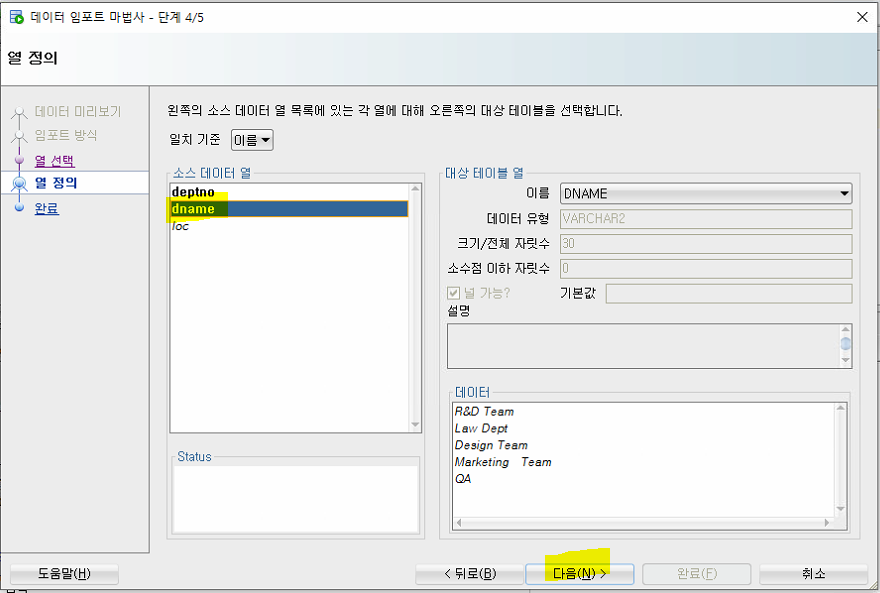 데이터 임포트 마법사 - 단계 4/5
열 정의
데이터 미리보기
임포트 방식
열 선택
열 정의
완료
왼쪽의 소스 데이터 열 목록에 있는 각 열에 대해 오른쪽의 대상 테이블을 선택합니다.
일치 기준 이름
소스 데이터 열
deptno
dname
loc
Status
대상 테이블 열
이름 DNAME
데이터 유형 VARCHAR2
크기/전체 자릿수 30
소수점 이하 자릿수 0
널 가능? 기본값
설명
데이터
R&D Team
Law Dept
Design Team
Marketing Team
QA
도움말(H)
< 뒤로(B)
다음(N) >
완료(F)
취소